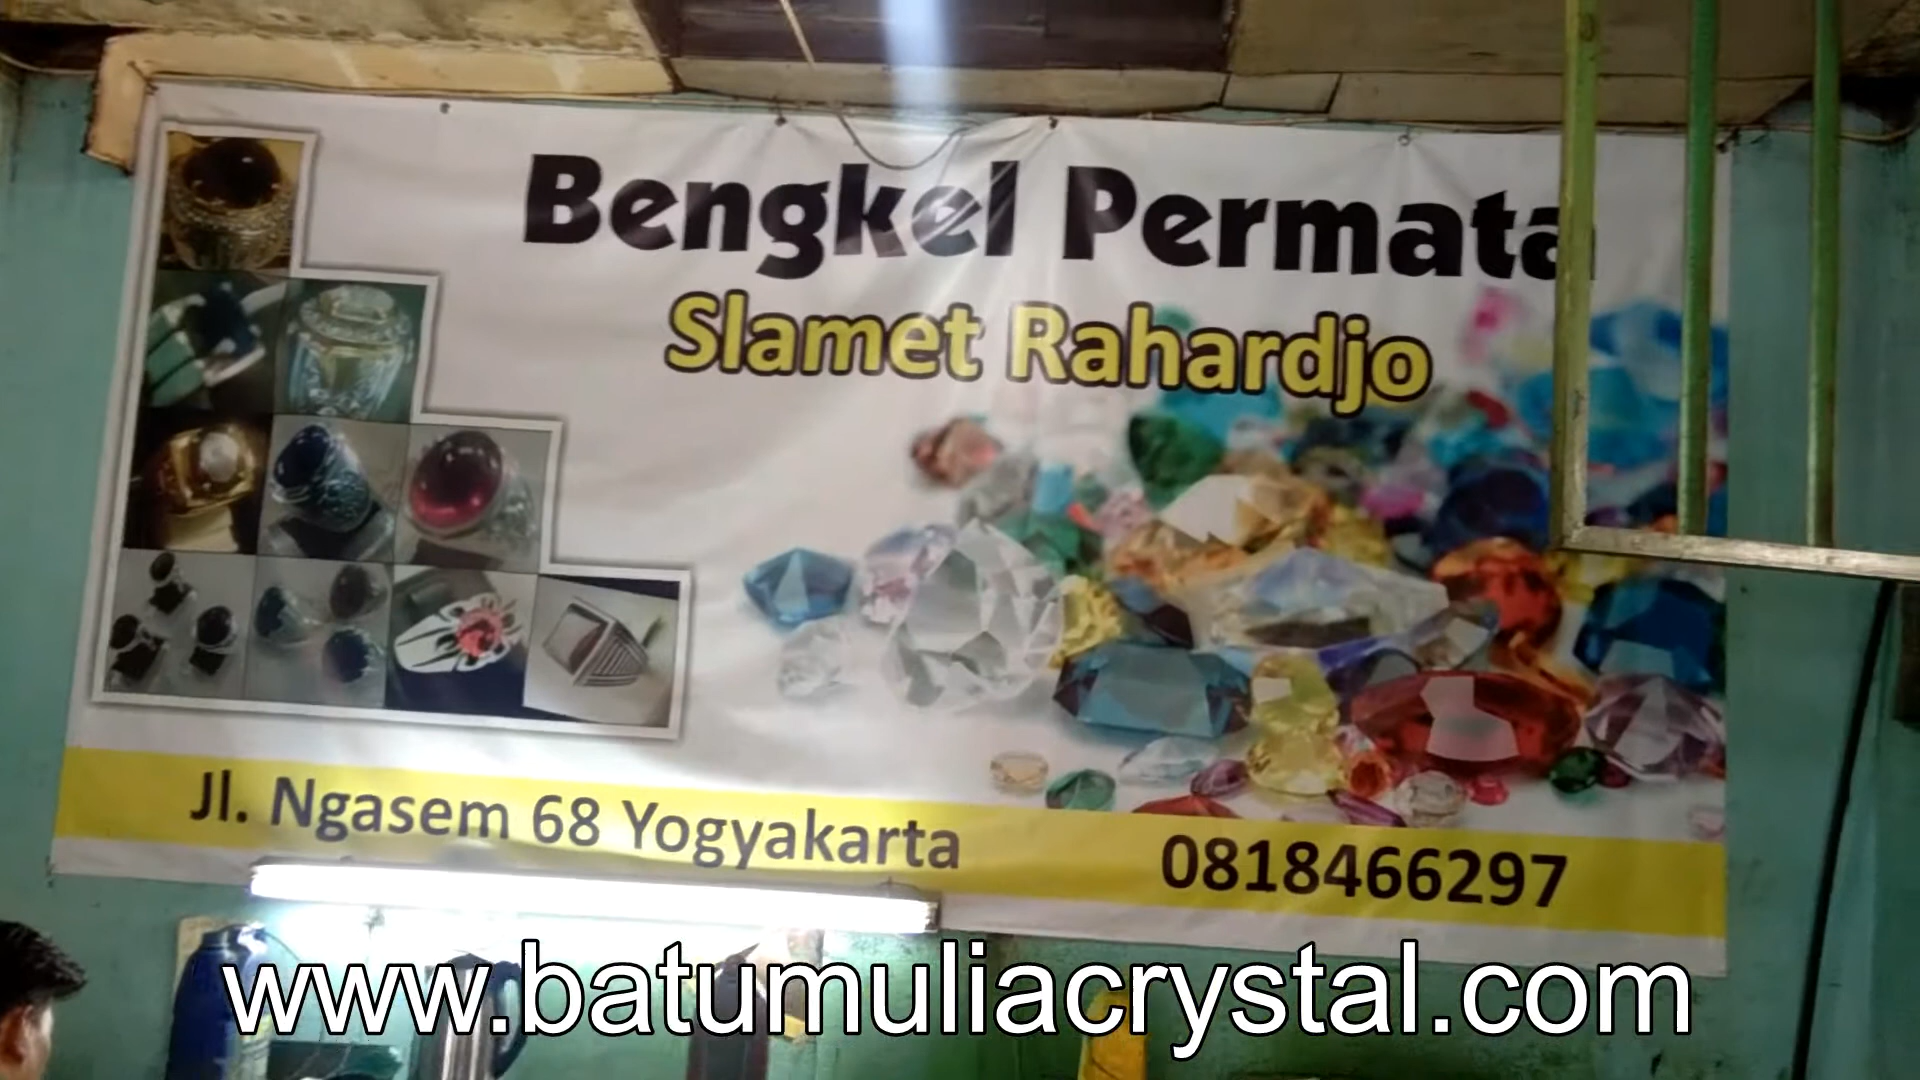 Bengkel Permata
Slamet Rahardjo
Jl. Ngasem 68 Yogyakarta
0818466297
www.batumuliacrystal.com